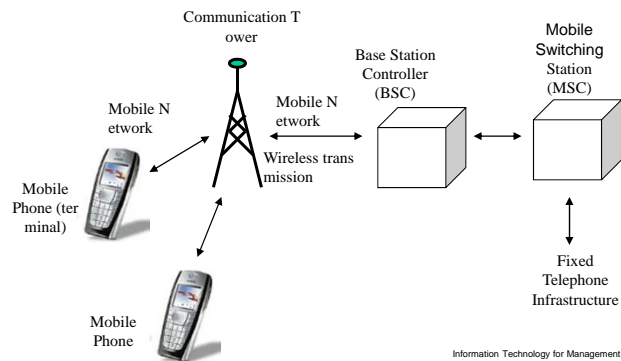 Communication T
ower
Mobile
Switching
Station
(MSC)
Base Station
Controller
(BSC)
Mobile N
etwork
Mobile N
etwork
Wireless trans
mission
Mobile
Phone (ter
minal)
Fixed
Telephone
Infrastructure
Mobile
Phone
Information Technology for Management